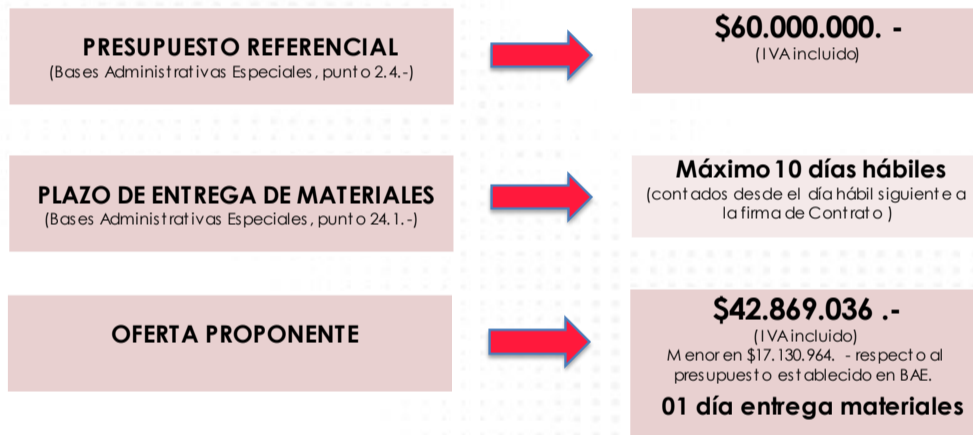 PRESUPUESTO REFERENCIAL
(Bases Administrativas Especiales, punto 2.4.-)
$60.000.000. -
(IVA incluido)
PLAZO DE ENTREGA DE MATERIALES
(Bases Administrativas Especiales, punto 24.1.-)
Máximo 10 días hábiles
(contados desde el día hábil siguiente a
la firma de Contrato )
OFERTA PROPONENTE
$42.869.036 .-
(IVA incluido)
Menor en $17.130.964. - respecto al
presupuesto establecido en BAE.
01 día entrega materiales